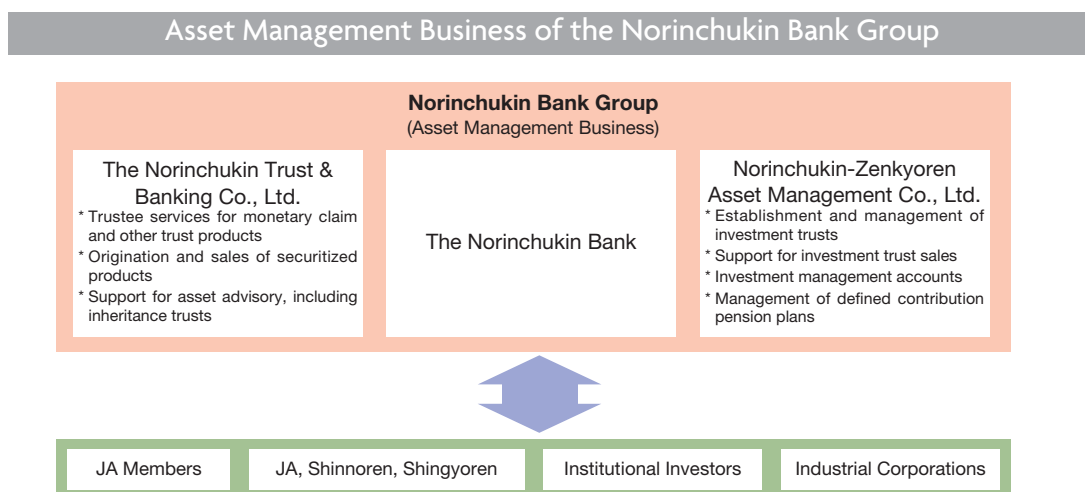 Asset Management Business of the Norinchukin Bank Group
Norinchukin Bank Group
(Asset Management Business)
The Norinchukin Trust &
Banking Co., Ltd.
* Trustee services for monetary claim
and other trust products
* Origination and sales of securitized
products
* Support for asset advisory, including
inheritance trusts
The Norinchukin Bank
Norinchukin-Zenkyoren
Asset Management Co., Ltd.
* Establishment and management of
investment trusts
* Support for investment trust sales
* Investment management accounts
* Management of defined contribution
pension plans
JA Members
JA, Shinnoren, Shingyoren
Institutional Investors
Industrial Corporations